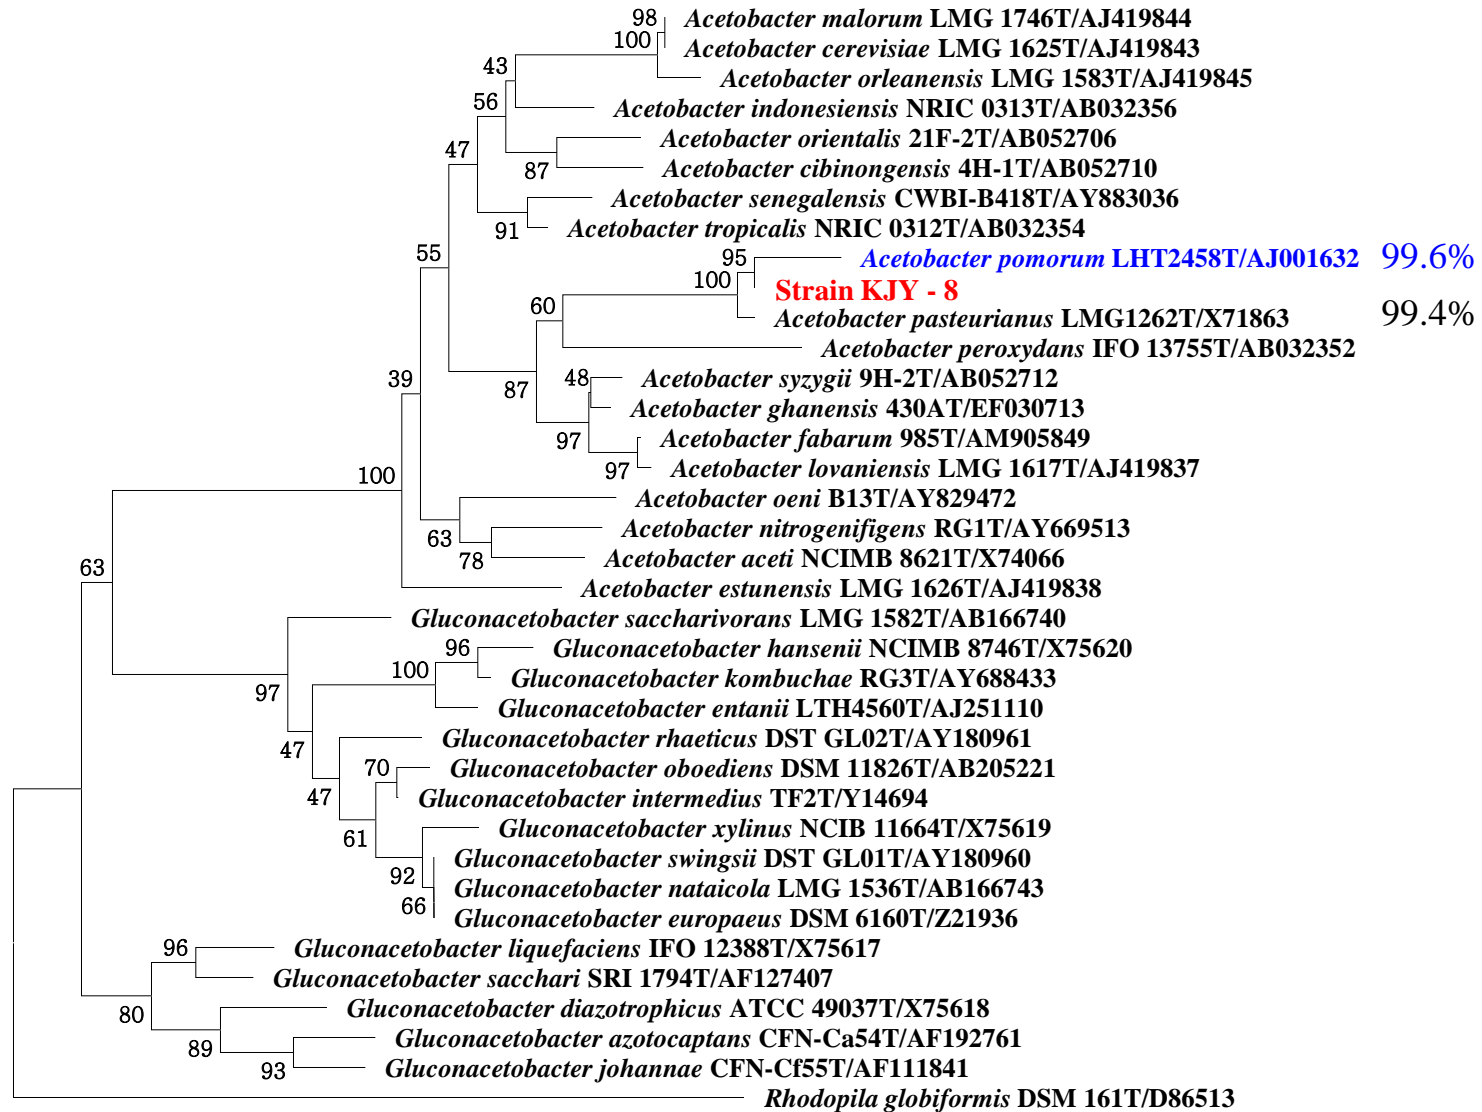 98 Acetobacter malorum LMG 1746T/AJ419844
100 Acetobacter cerevisiae LMG 1625T/AJ419843
43 Acetobacter orleanensis LMG 1583T/AJ419845
56 Acetobacter indonesiensis NRIC 0313T/AB032356
Acetobacter orientalis 21F-2T/AB052706
47
87 Acetobacter cibinongensis 4H-1T/AB052710
Acetobacter senegalensis CWBI-B418T/AY883036
91 Acetobacter tropicalis NRIC 0312T/AB032354
55 95 Acetobacter pomorum LHT2458T/AJ001632 99.6%
100 Strain KJY - 8
60 Acetobacter pasteurianus LMG1262T/X71863 99.4%
Acetobacter peroxydans IFO 13755T/AB032352
39 87 48 Acetobacter syzygii 9H-2T/AB052712
Acetobacter ghanensis 430AT/EF030713
97 Acetobacter fabarum 985T/AM905849
100 97 Acetobacter lovaniensis LMG 1617T/AJ419837
Acetobacter oeni B13T/AY829472
63 Acetobacter nitrogenifigens RG1T/AY669513
78 Acetobacter aceti NCIMB 8621T/X74066
63 Acetobacter estunensis LMG 1626T/AJ419838
Gluconacetobacter saccharivorans LMG 1582T/AB166740
96 Gluconacetobacter hansenii NCIMB 8746T/X75620
100 Gluconacetobacter kombuchae RG3T/AY688433
97 Gluconacetobacter entanii LTH4560T/AJ251110
47 Gluconacetobacter rhaeticus DST GL02T/AY180961
70 Gluconacetobacter oboediens DSM 11826T/AB205221
47 Gluconacetobacter intermedius TF2T/Y14694
61 Gluconacetobacter xylinus NCIB 11664T/X75619
Gluconacetobacter swingsii DST GL01T/AY180960
92 Gluconacetobacter nataicola LMG 1536T/AB166743
66 Gluconacetobacter europaeus DSM 6160T/Z21936
96 Gluconacetobacter liquefaciens IFO 12388T/X75617
Gluconacetobacter sacchari SRI 1794T/AF127407
80 Gluconacetobacter diazotrophicus ATCC 49037T/X75618
89 Gluconacetobacter azotocaptans CFN-Ca54T/AF192761
93 Gluconacetobacter johannae CFN-Cf55T/AF111841
Rhodopila globiformis DSM 161T/D86513